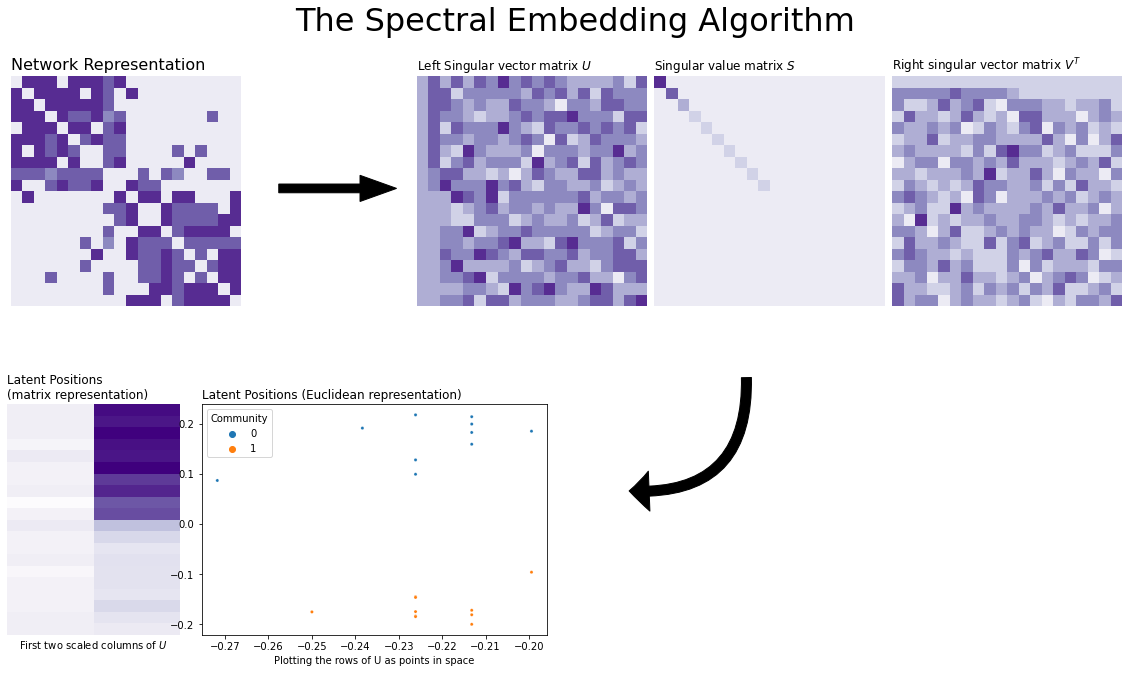 The Spectral Embedding Algorithm
Network Representation
Left Singular vector matrix U
Singular value matrix S
Right singular vector matrix V^T
Latent Positions
(matrix representation)
First two scaled columns of U
Latent Positions (Euclidean representation)
Community
0
1
0.2
0.1
0.0
−0.1
−0.2
−0.27 −0.26 −0.25 −0.24 −0.23 −0.22 −0.21 −0.20
Plotting the rows of U as points in space